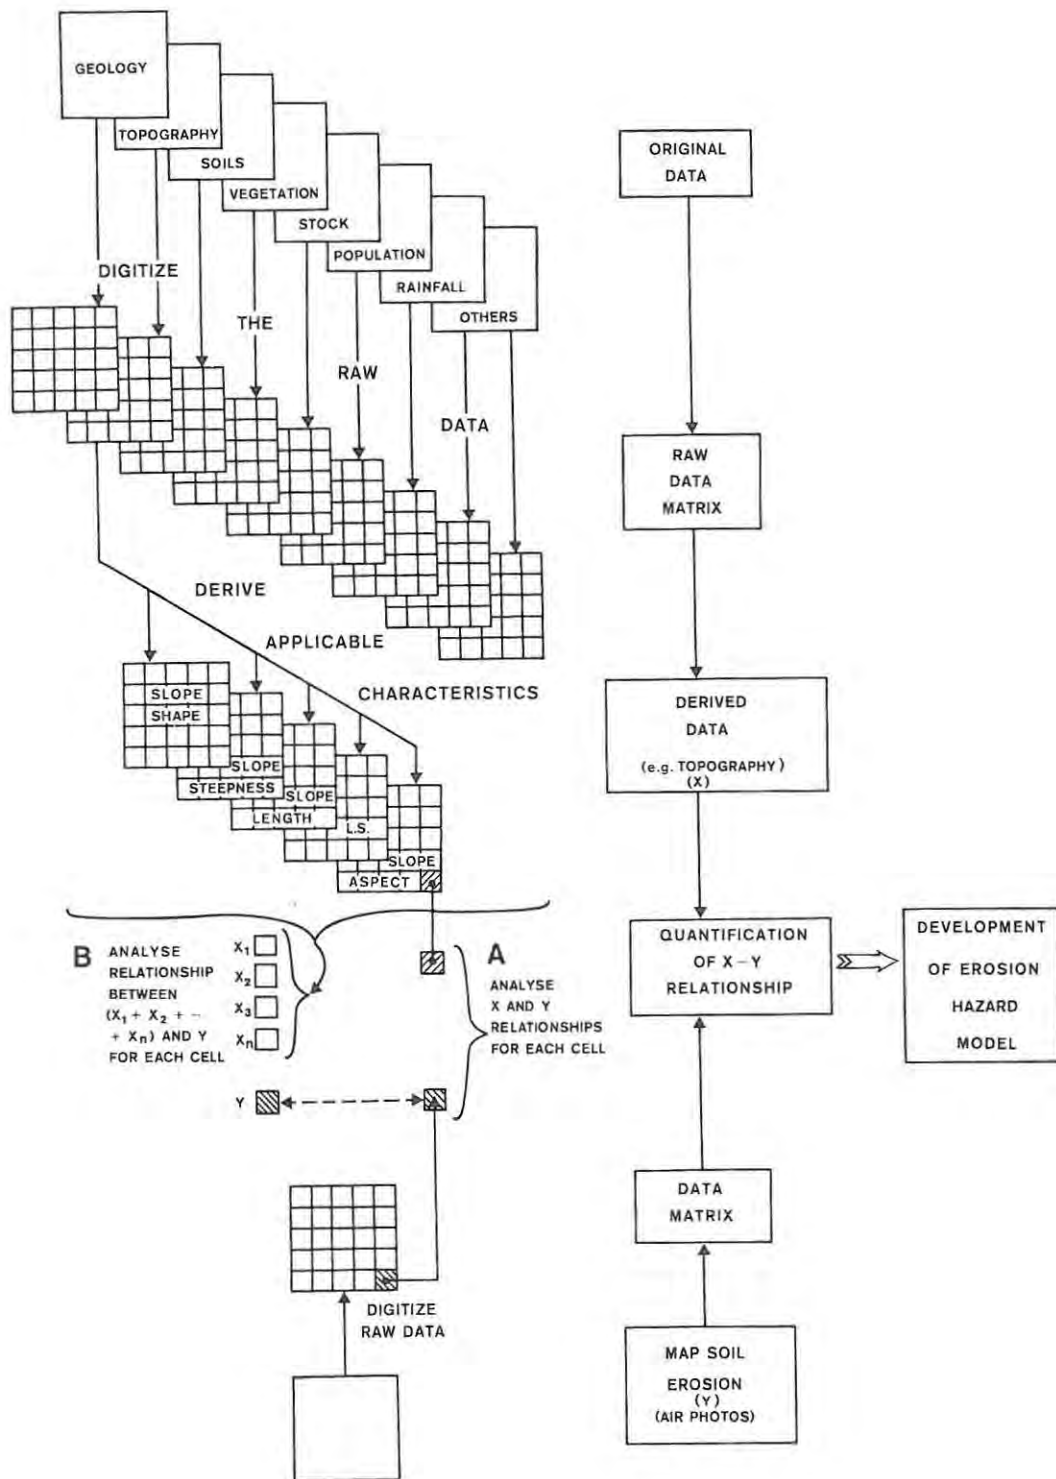 GEOLOGY
TOPOGRAPHY
SOILS
VEGETATION
STOCK
POPULATION
RAINFALL
OTHERS
DIGITIZE
THE
RAW
DATA
DERIVE
APPLICABLE
CHARACTERISTICS
SLOPE
SHAPE
SLOPE
STEEPNESS
SLOPE
LENGTH
L.S.
SLOPE
ASPECT
B
ANALYSE
RELATIONSHIP
BETWEEN
(X₁ + X₂ + --
+ Xn) AND Y
FOR EACH CELL
X₁
X₂
X₃
Xn
Y
A
ANALYSE
X AND Y
RELATIONSHIPS
FOR EACH CELL
DIGITIZE
RAW DATA
ORIGINAL
DATA
RAW
DATA
MATRIX
DERIVED
DATA
(e.g. TOPOGRAPHY)
(X)
QUANTIFICATION
OF X – Y
RELATIONSHIP
DEVELOPMENT
OF EROSION
HAZARD
MODEL
DATA
MATRIX
MAP SOIL
EROSION
(Y)
(AIR PHOTOS)